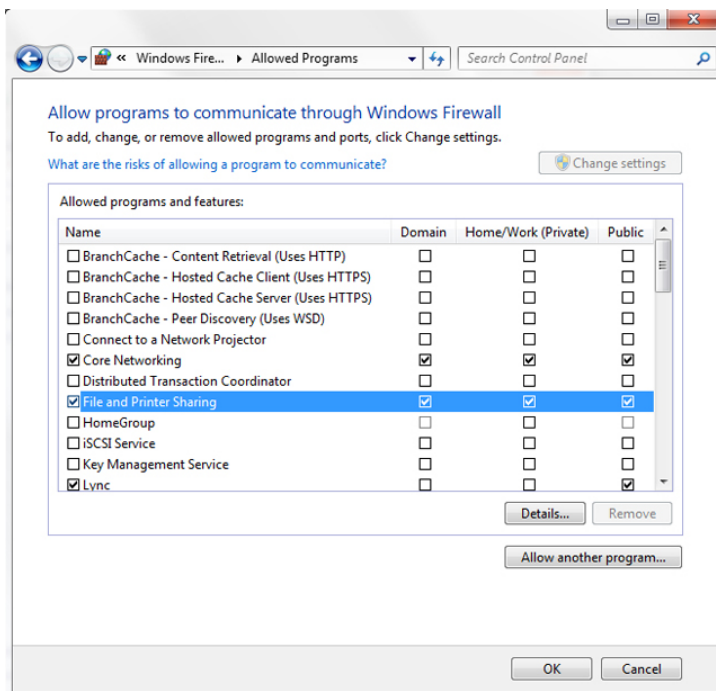 « Windows Fire... ▸ Allowed Programs Search Control Panel
Allow programs to communicate through Windows Firewall
To add, change, or remove allowed programs and ports, click Change settings.
What are the risks of allowing a program to communicate? Change settings
Allowed programs and features:
Name Domain Home/Work (Private) Public
BranchCache - Content Retrieval (Uses HTTP)
BranchCache - Hosted Cache Client (Uses HTTPS)
BranchCache - Hosted Cache Server (Uses HTTPS)
BranchCache - Peer Discovery (Uses WSD)
Connect to a Network Projector
Core Networking
Distributed Transaction Coordinator
File and Printer Sharing
HomeGroup
iSCSI Service
Key Management Service
Lync
Details... Remove
Allow another program...
OK Cancel